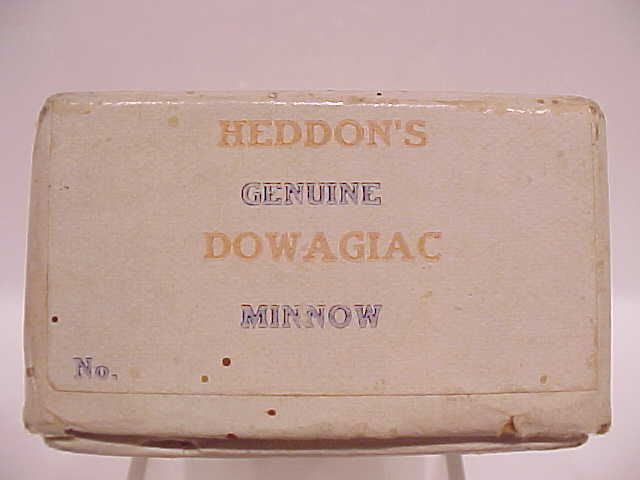 HEDDON'S
GENUINE
DOWAGIAC
MINNOW
No.